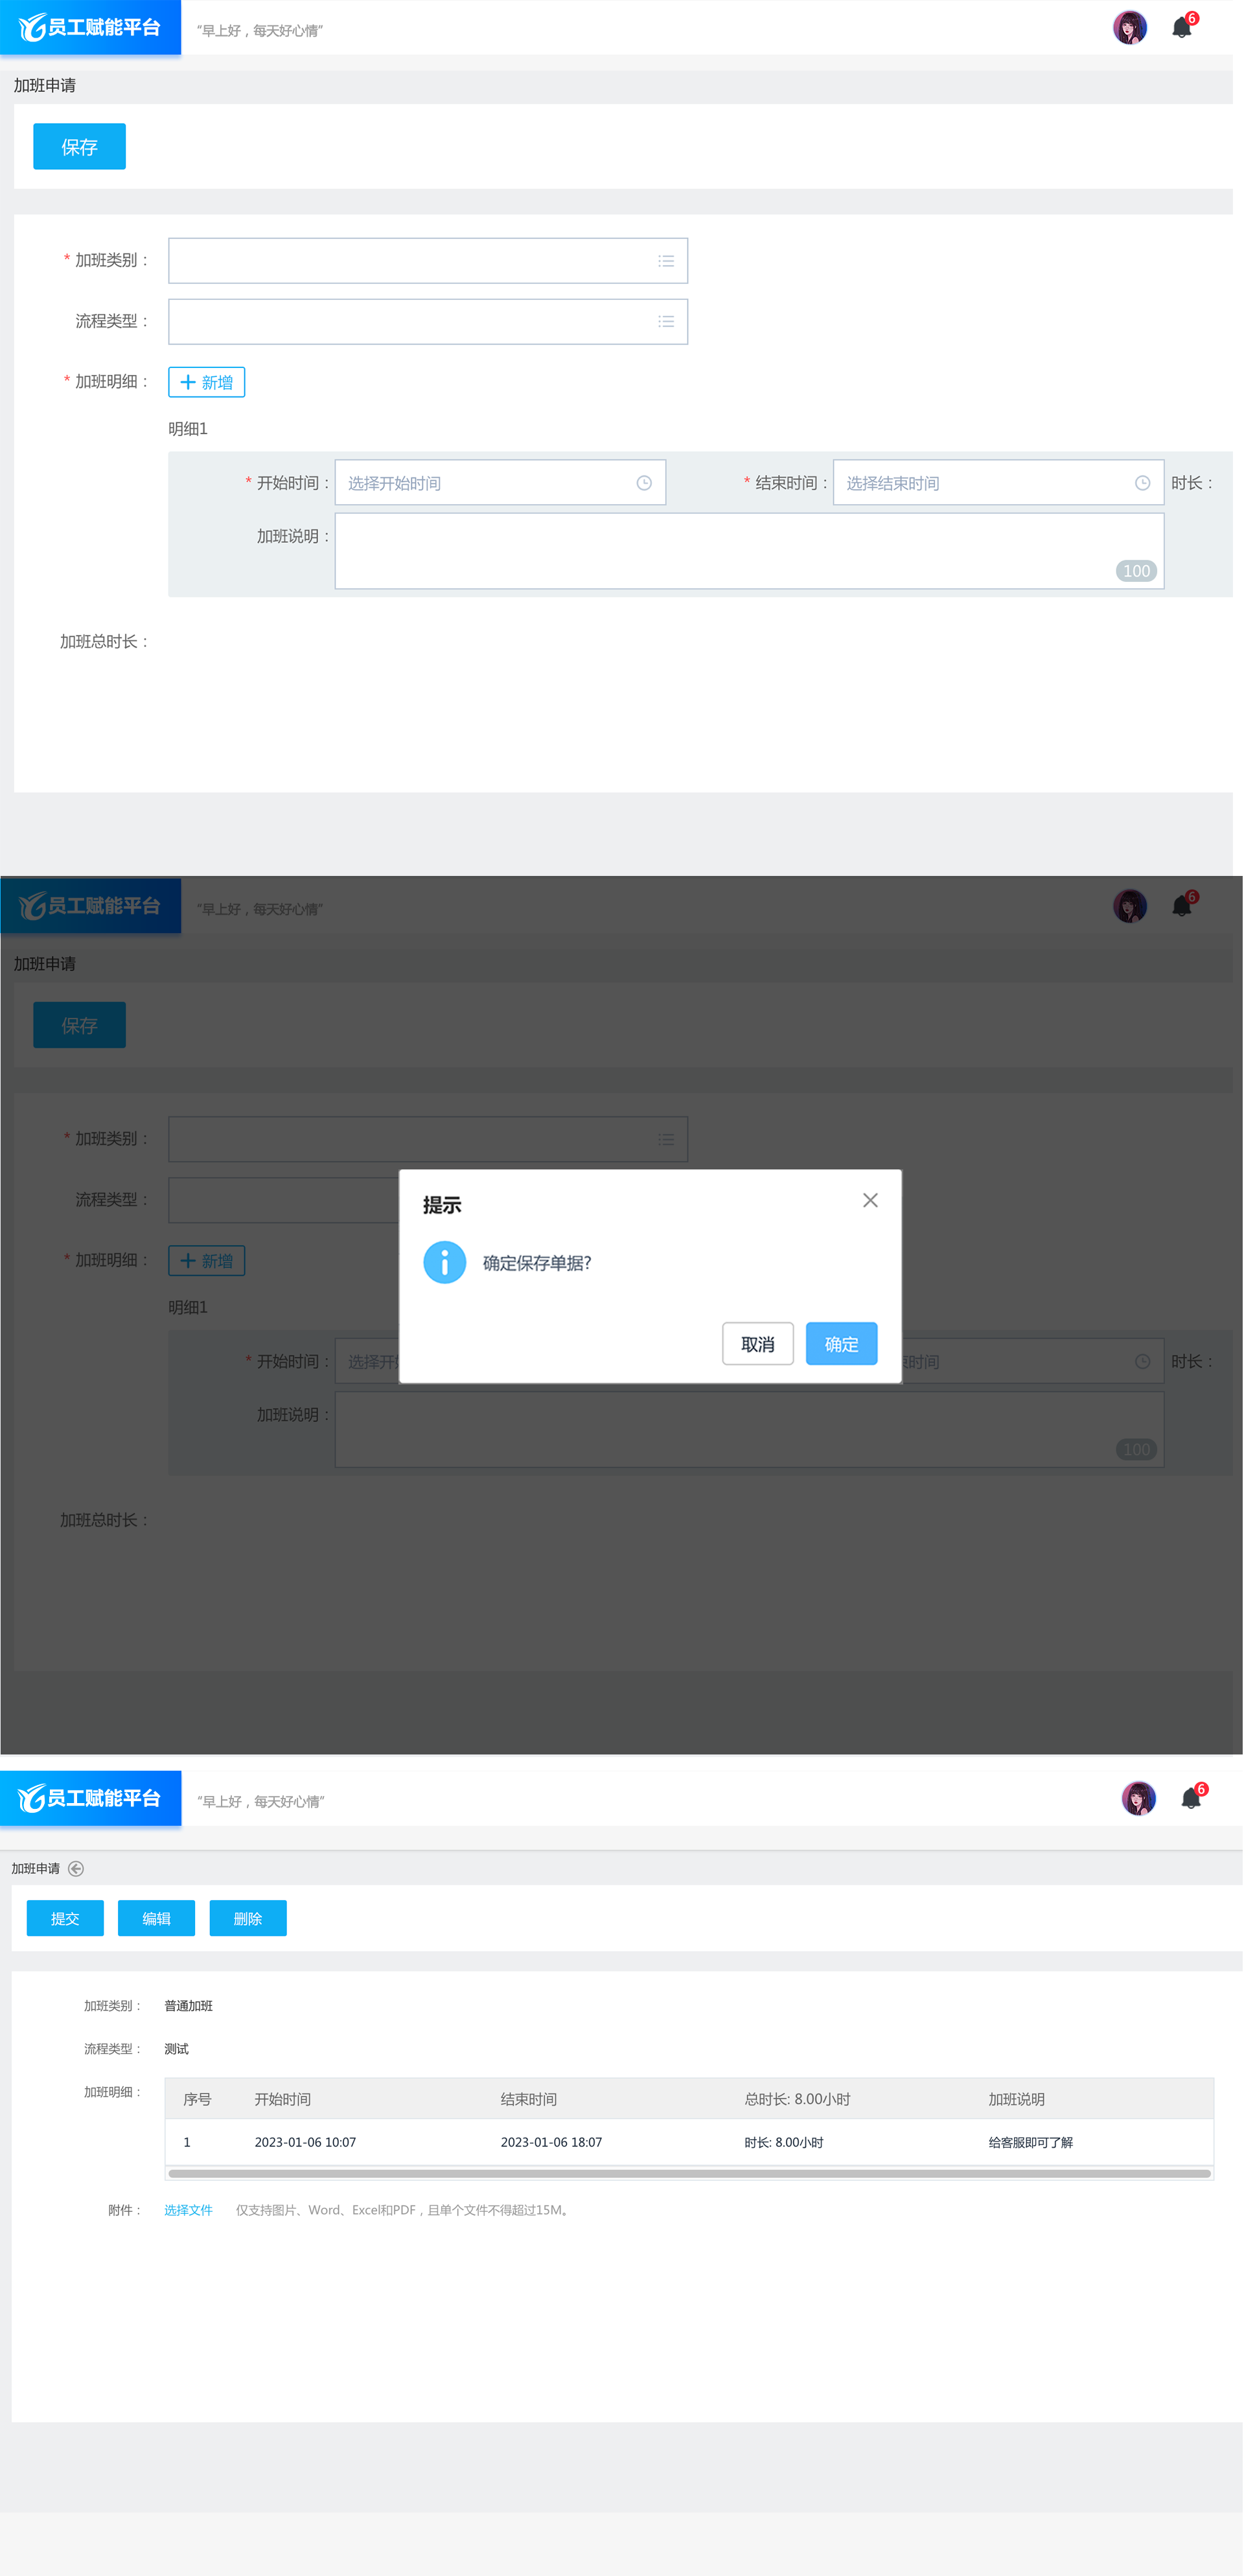 员工赋能平台 “早上好，每天好心情” 6
加班申请
保存
* 加班类别：
流程类型：
* 加班明细： + 新增
明细1
* 开始时间： 选择开始时间 * 结束时间： 选择结束时间 时长：
加班说明：
100
加班总时长：
员工赋能平台 “早上好，每天好心情” 6
加班申请
保存
* 加班类别：
提示
流程类型：
* 加班明细： + 新增 确定保存单据?
明细1
取消 确定
* 开始时间： 选择开 束时间 时长：
加班说明：
100
加班总时长：
员工赋能平台 “早上好，每天好心情” 6
加班申请
提交 编辑 删除
加班类别： 普通加班
流程类型： 测试
加班明细： 序号 开始时间 结束时间 总时长: 8.00小时 加班说明
1 2023-01-06 10:07 2023-01-06 18:07 时长: 8.00小时 给客服即可了解
附件： 选择文件 仅支持图片、Word、Excel和PDF，且单个文件不得超过15M。